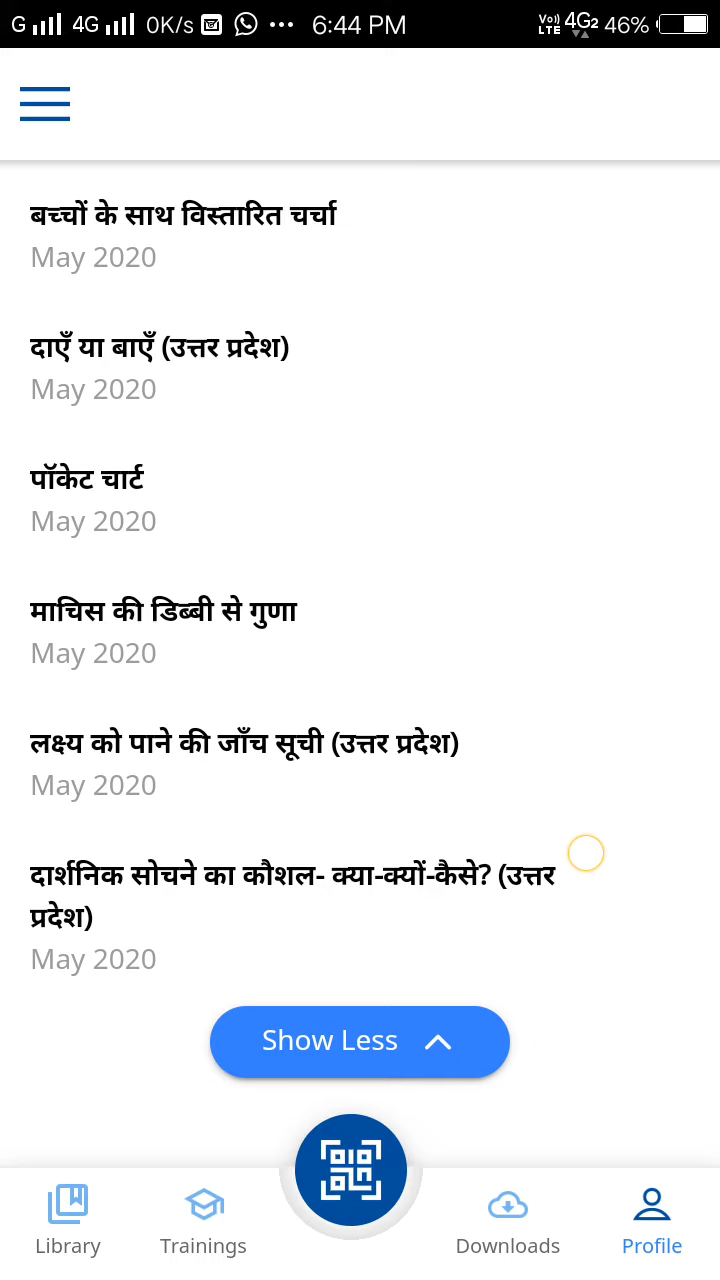 G 4G 0K/s 6:44 PM Vo)) LTE 4G2 46%
बच्चों के साथ विस्तारित चर्चा
May 2020
दाएँ या बाएँ (उत्तर प्रदेश)
May 2020
पॉकेट चार्ट
May 2020
माचिस की डिब्बी से गुणा
May 2020
लक्ष्य को पाने की जाँच सूची (उत्तर प्रदेश)
May 2020
दार्शनिक सोचने का कौशल- क्या-क्यों-कैसे? (उत्तर
प्रदेश)
May 2020
Show Less
Library Trainings Downloads Profile